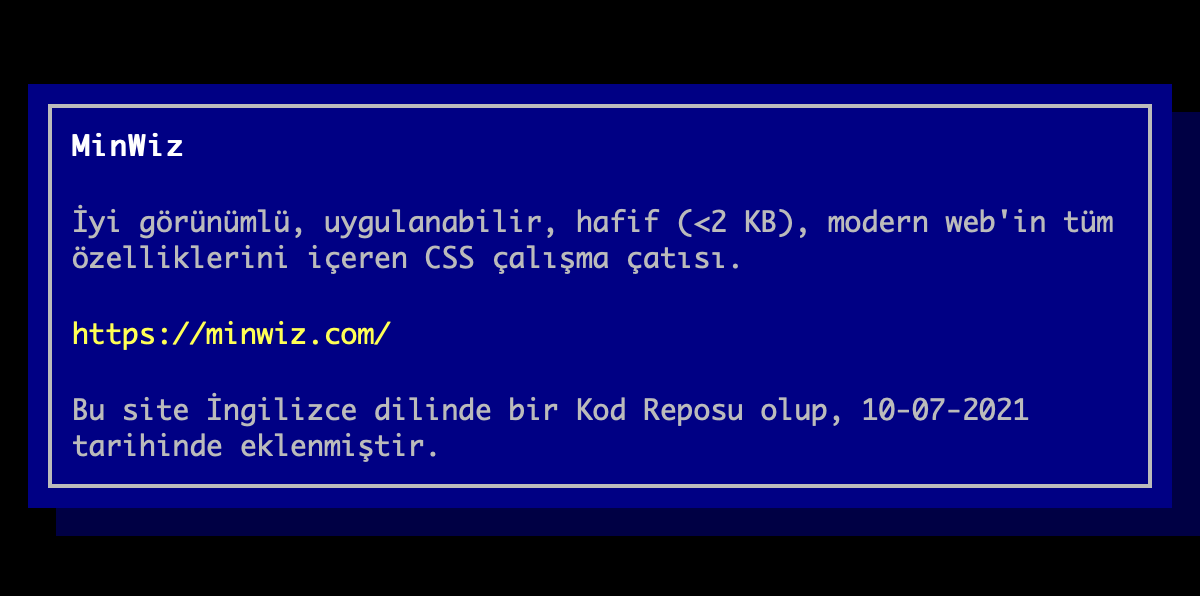 MinWiz
İyi görünümlü, uygulanabilir, hafif (<2 KB), modern web'in tüm
özelliklerini içeren CSS çalışma çatısı.
https://minwiz.com/
Bu site İngilizce dilinde bir Kod Reposu olup, 10-07-2021
tarihinde eklenmiştir.